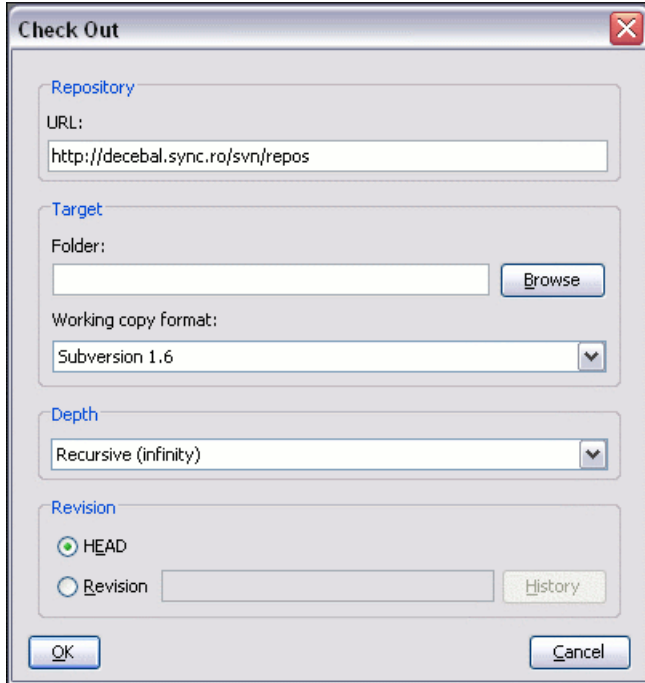 Check Out
Repository
URL:
http://decebal.sync.ro/svn/repos
Target
Folder:
Browse
Working copy format:
Subversion 1.6
Depth
Recursive (infinity)
Revision
HEAD
Revision History
OK Cancel